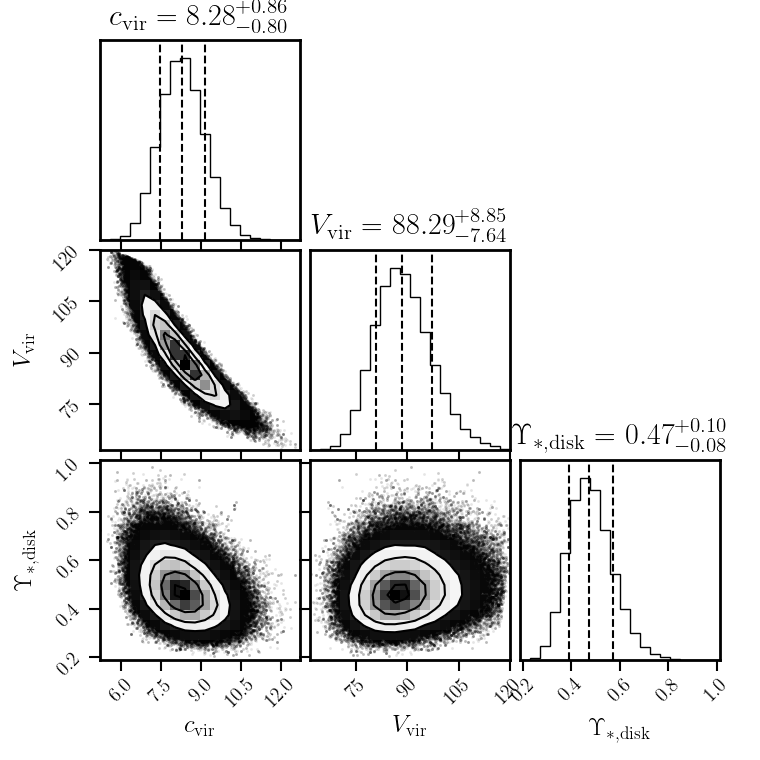 c_vir = 8.28 +0.86 −0.80
V_vir = 88.29 +8.85 −7.64
120
105
90
75
V_vir
Υ_∗,disk = 0.47 +0.10 −0.08
1.0
0.8
0.6
0.4
0.2
Υ_∗,disk
6.0 7.5 9.0 10.5 12.0
75 90 105 120
0.2 0.4 0.6 0.8 1.0
c_vir V_vir Υ_∗,disk